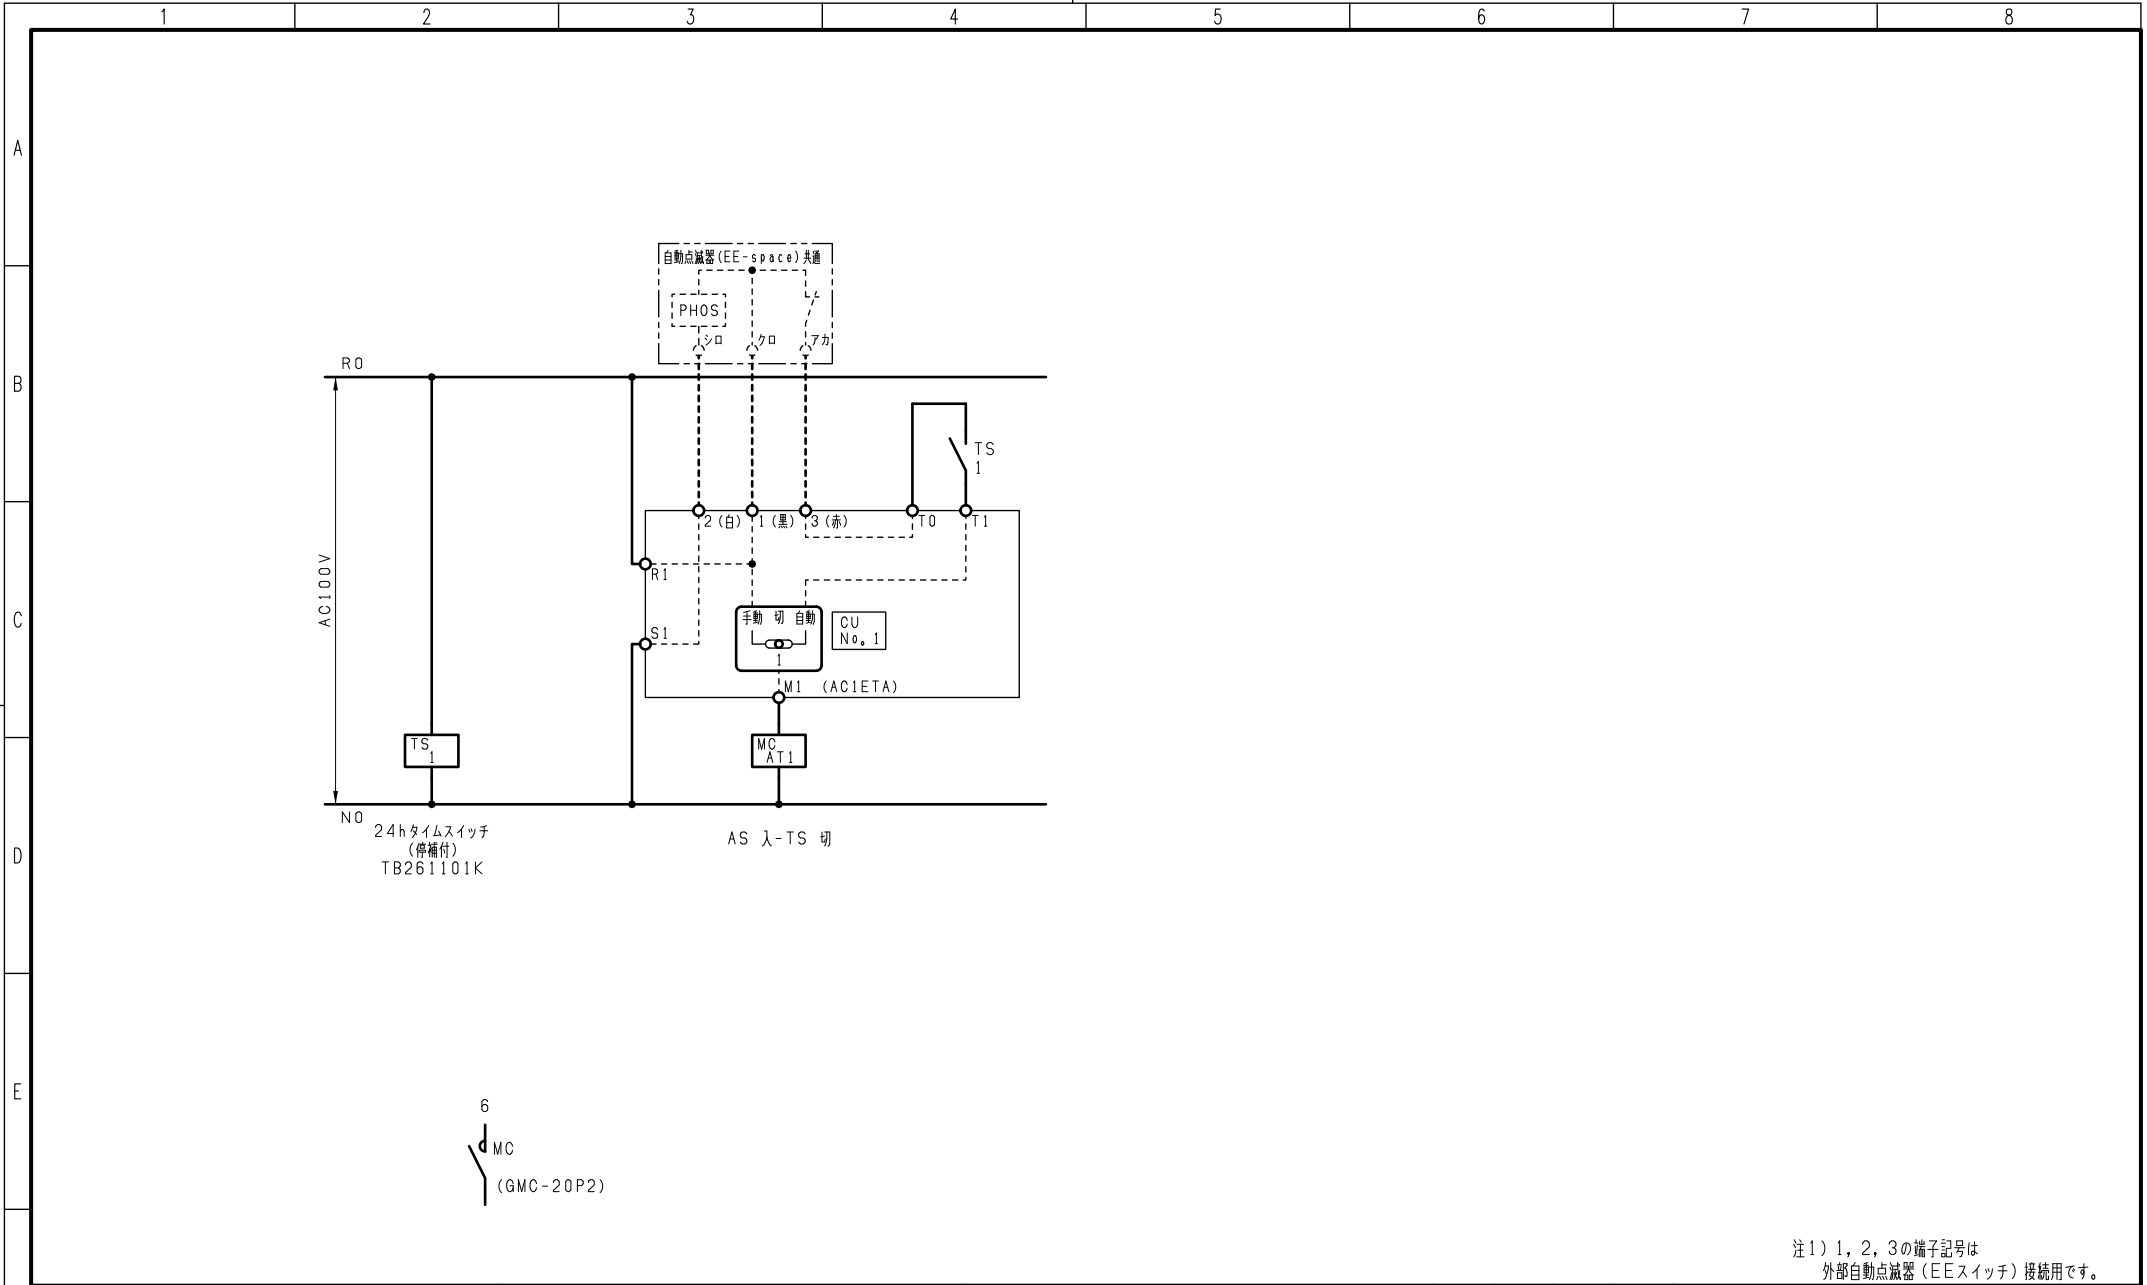 1 2 3 4 5 6 7 8
A
自動点滅器(EE-space)共通
PHOS
シロ クロ アカ
B
R0
TS
1
2(白) 1(黒) 3(赤) T0 T1
AC100V
R1
C
手動 切 自動
CU
No. 1
S1
1
M1 (AC1ETA)
TS
1
MC
AT1
N0
24hタイムスイッチ
(停補付)
TB261101K
AS 入-TS 切
D
E
6
MC
(GMC-20P2)
注1) 1, 2, 3の端子記号は
外部自動点滅器(EEスイッチ)接続用です。